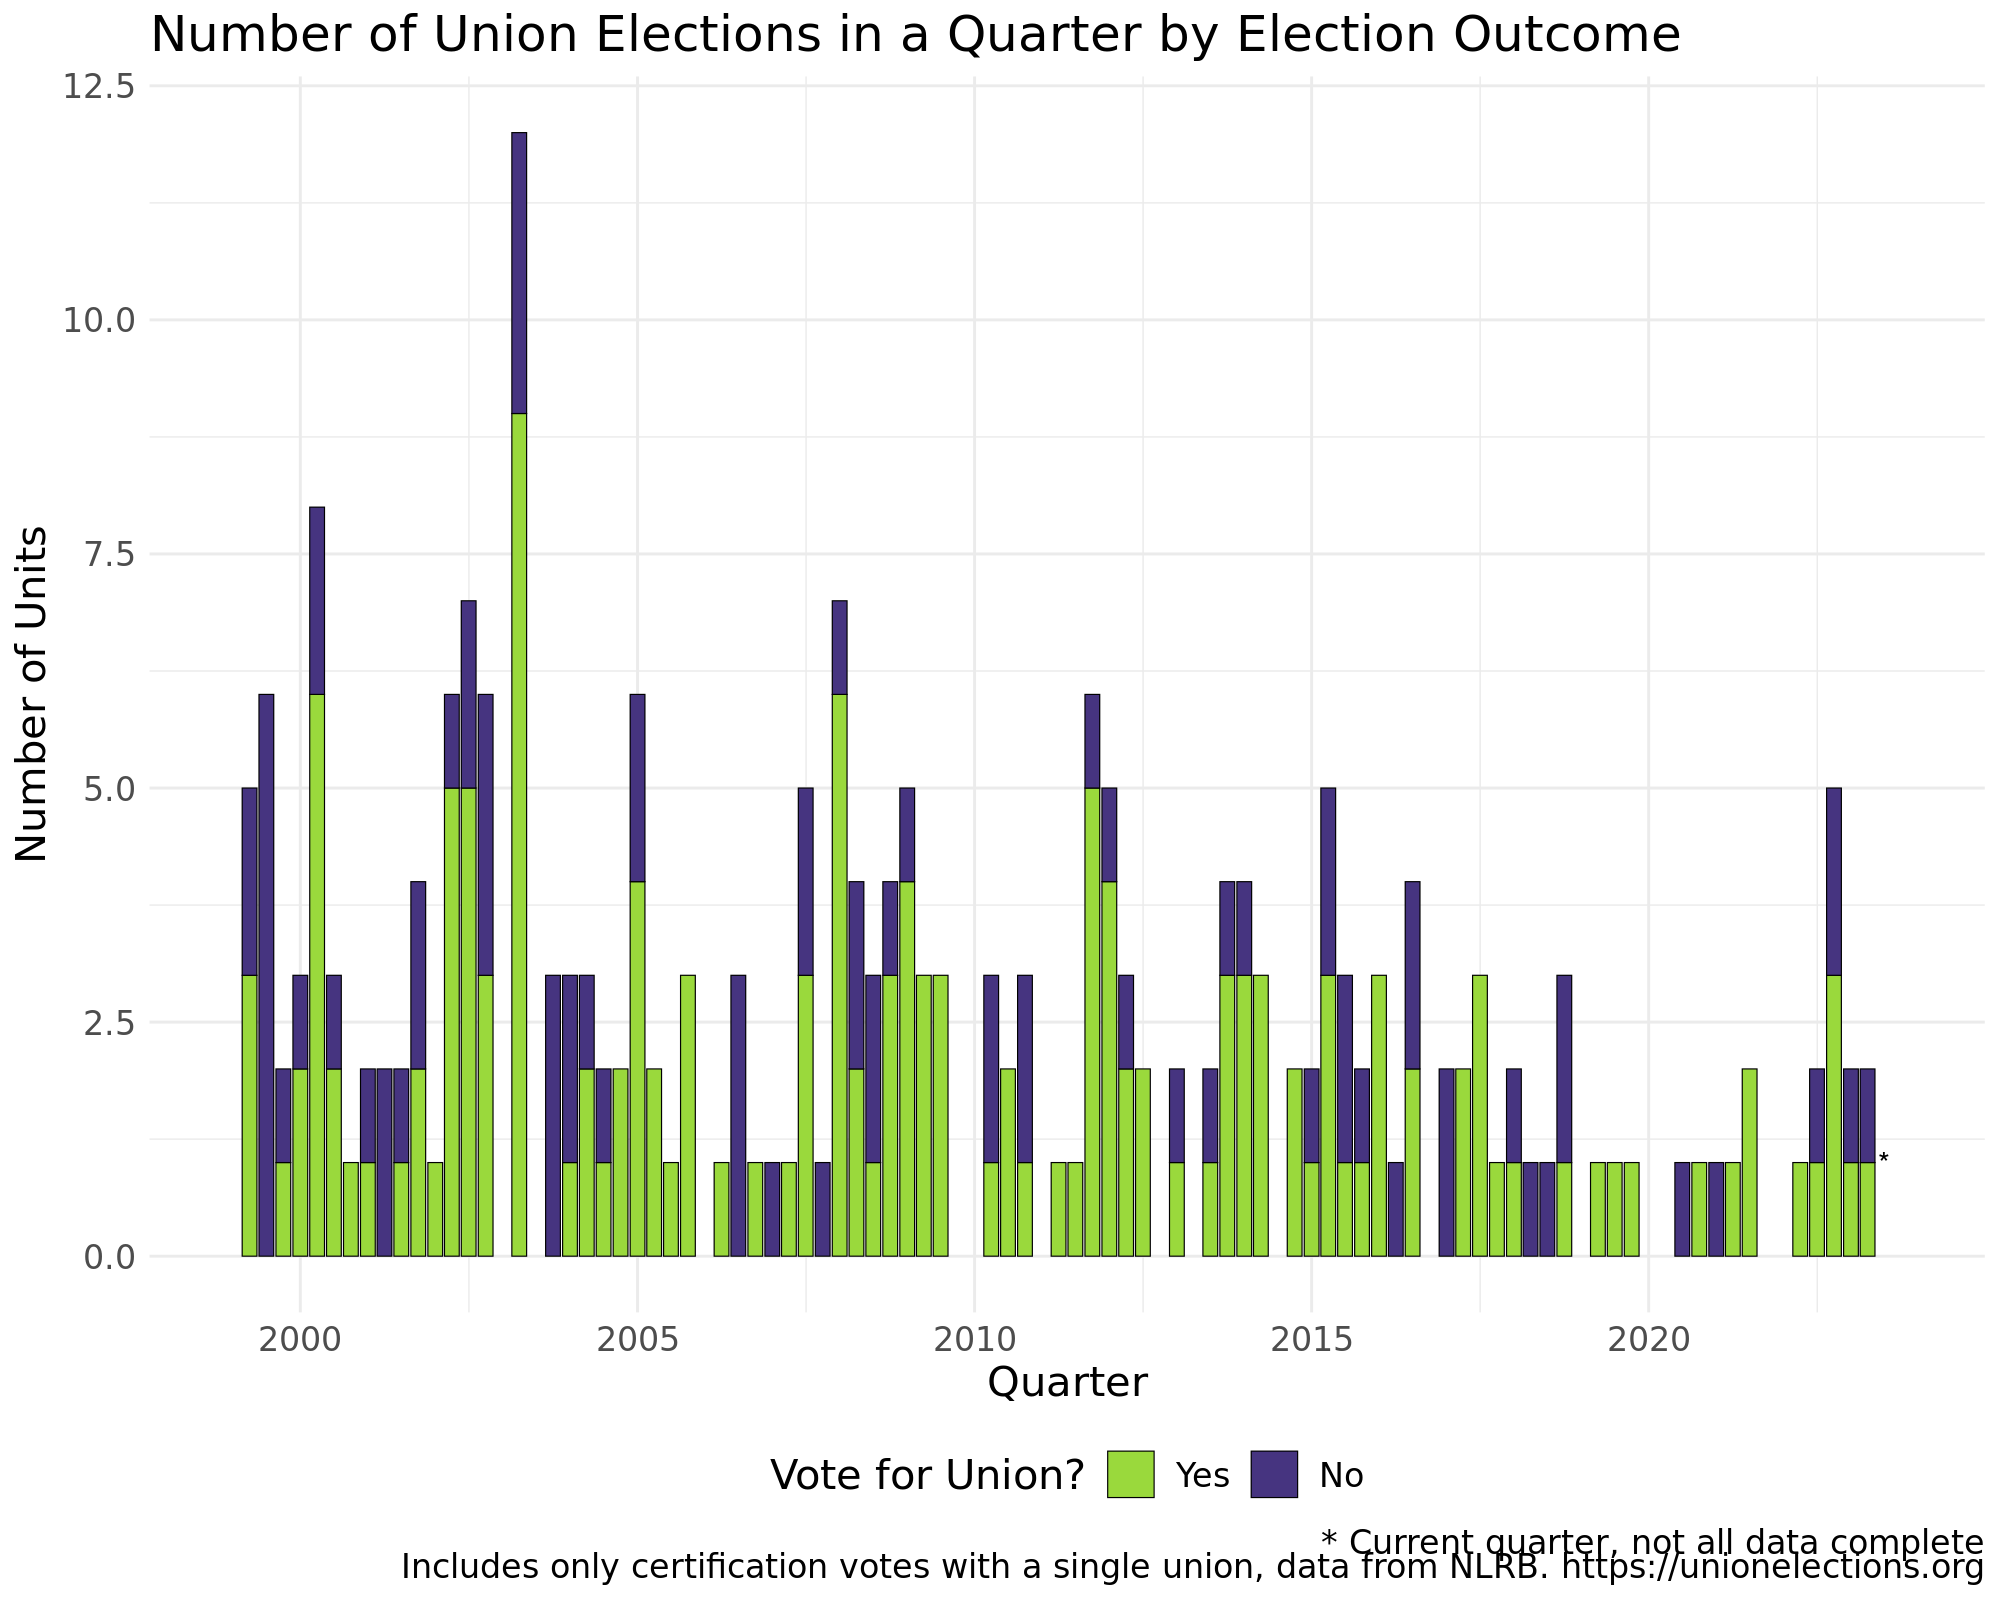 Number of Union Elections in a Quarter by Election Outcome
12.5
10.0
7.5
5.0
2.5
0.0
Number of Units
*
2000 2005 2010 2015 2020
Quarter
Vote for Union? Yes No
* Current quarter, not all data complete
Includes only certification votes with a single union, data from NLRB. https://unionelections.org